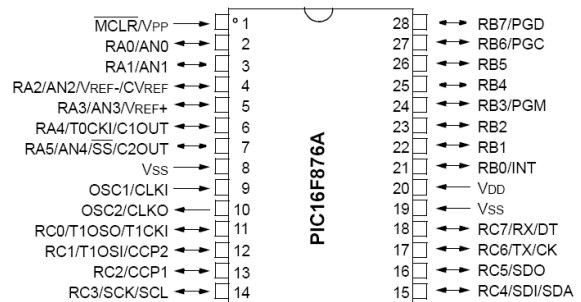 MCLR/VPP 1
RA0/AN0 2
RA1/AN1 3
RA2/AN2/VREF-/CVREF 4
RA3/AN3/VREF+ 5
RA4/T0CKI/C1OUT 6
RA5/AN4/SS/C2OUT 7
VSS 8
OSC1/CLKI 9
OSC2/CLKO 10
RC0/T1OSO/T1CKI 11
RC1/T1OSI/CCP2 12
RC2/CCP1 13
RC3/SCK/SCL 14
PIC16F876A
28 RB7/PGD
27 RB6/PGC
26 RB5
25 RB4
24 RB3/PGM
23 RB2
22 RB1
21 RB0/INT
20 VDD
19 VSS
18 RC7/RX/DT
17 RC6/TX/CK
16 RC5/SDO
15 RC4/SDI/SDA